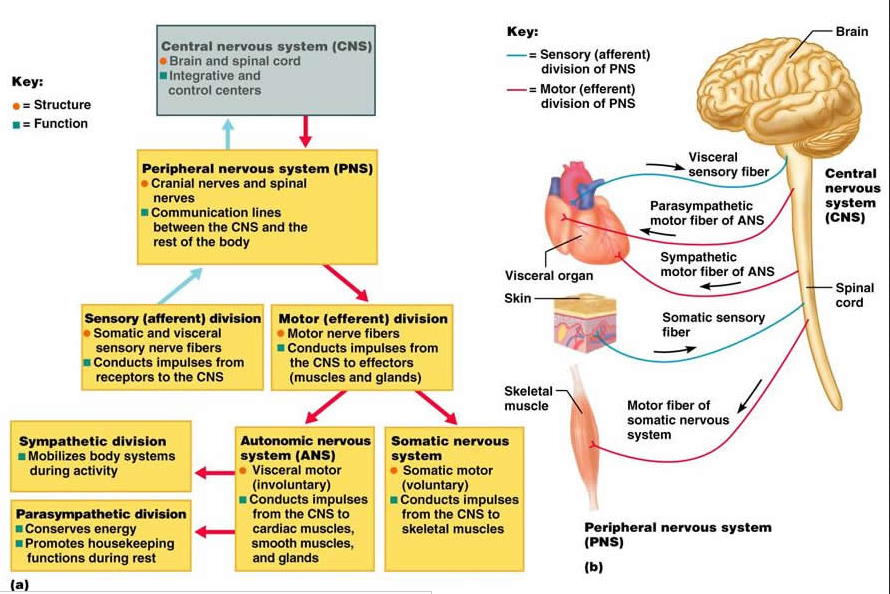 Key:
= Structure
= Function
Central nervous system (CNS)
Brain and spinal cord
Integrative and
control centers
Peripheral nervous system (PNS)
Cranial nerves and spinal
nerves
Communication lines
between the CNS and the
rest of the body
Sensory (afferent) division
Somatic and visceral
sensory nerve fibers
Conducts impulses from
receptors to the CNS
Motor (efferent) division
Motor nerve fibers
Conducts impulses from
the CNS to effectors
(muscles and glands)
Sympathetic division
Mobilizes body systems
during activity
Parasympathetic division
Conserves energy
Promotes housekeeping
functions during rest
Autonomic nervous
system (ANS)
Visceral motor
(involuntary)
Conducts impulses
from the CNS to
cardiac muscles,
smooth muscles,
and glands
Somatic nervous
system
Somatic motor
(voluntary)
Conducts impulses
from the CNS to
skeletal muscles
(a)
Key:
= Sensory (afferent)
division of PNS
= Motor (efferent)
division of PNS
Brain
Visceral
sensory fiber
Central
nervous
system
(CNS)
Parasympathetic
motor fiber of ANS
Sympathetic
motor fiber of ANS
Visceral organ
Skin
Spinal
cord
Somatic sensory
fiber
Skeletal
muscle
Motor fiber of
somatic nervous
system
Peripheral nervous system
(PNS)
(b)